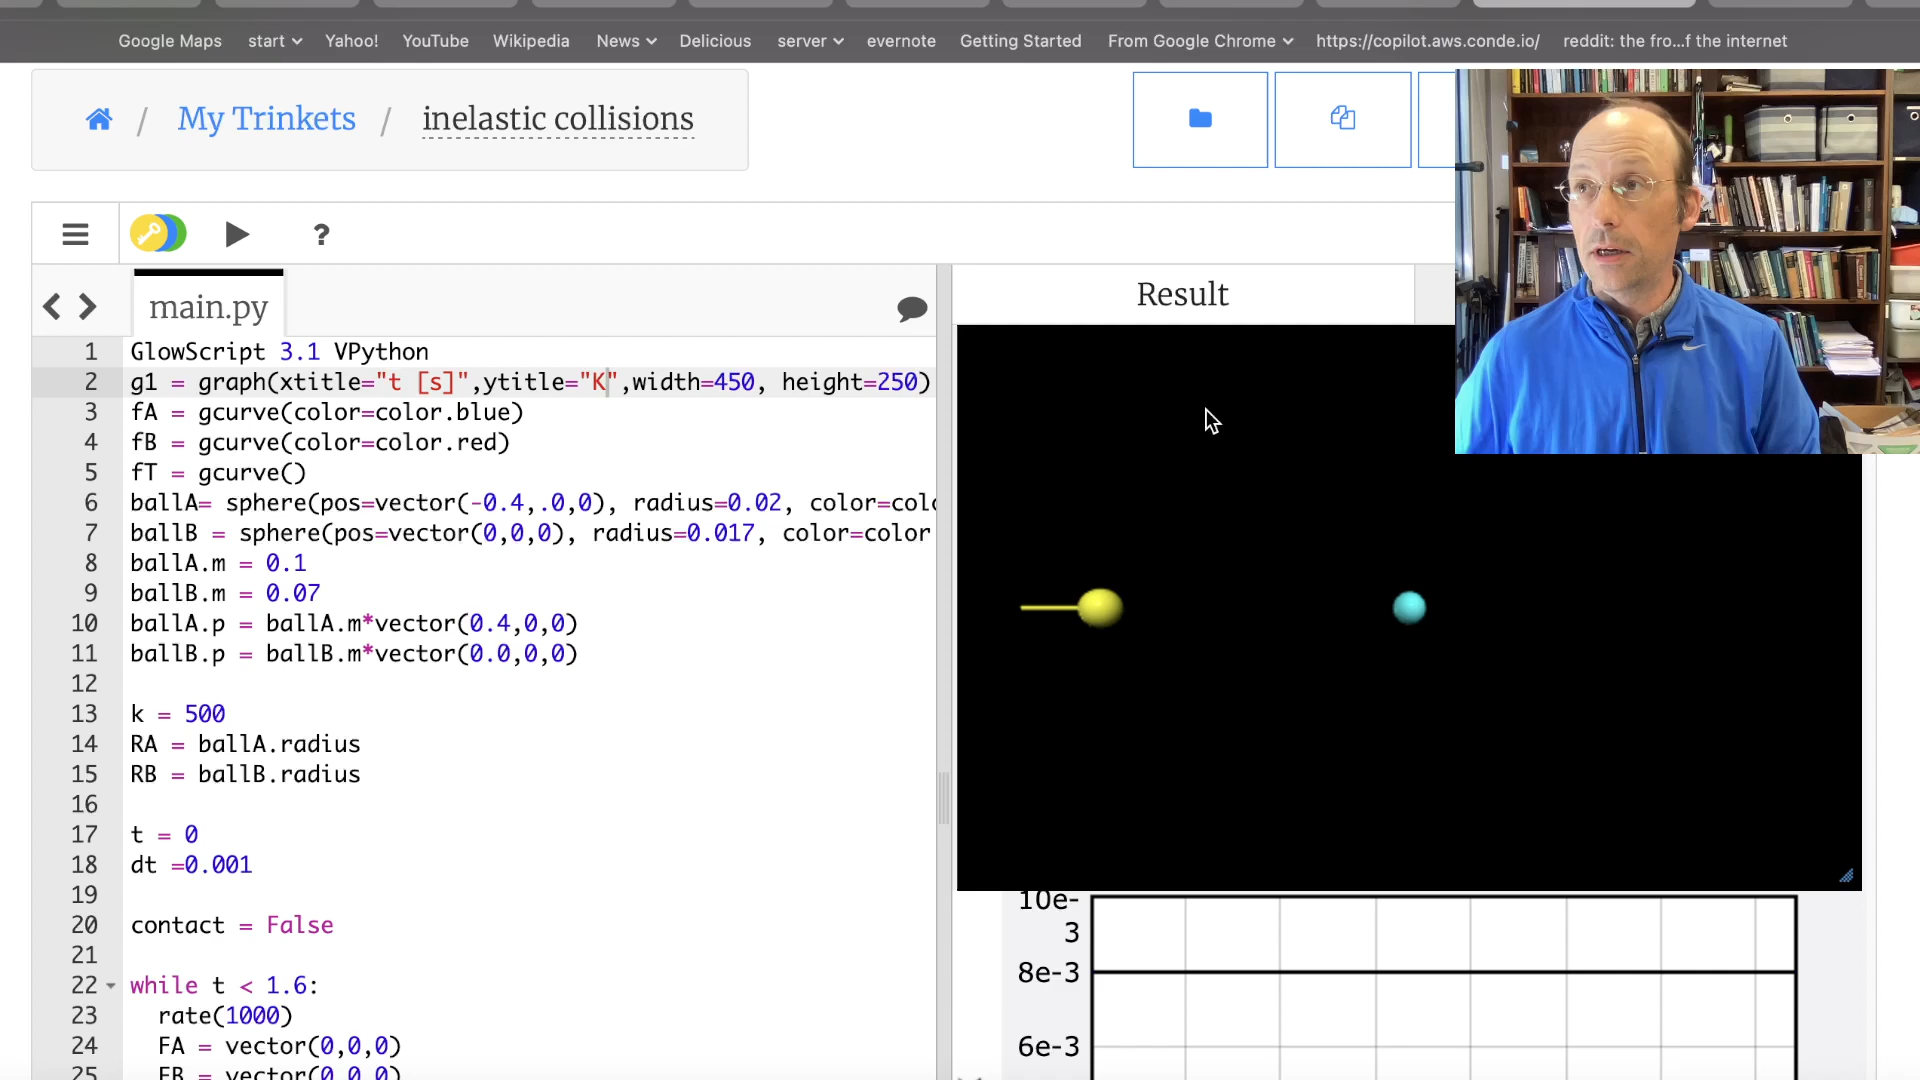 Google Maps start Yahoo! YouTube Wikipedia News Delicious server evernote Getting Started From Google Chrome https://copilot.aws.conde.io/ reddit: the fro...f the internet
/ My Trinkets / inelastic collisions
?
main.py
Result
1 GlowScript 3.1 VPython
2 g1 = graph(xtitle="t [s]",ytitle="K",width=450, height=250)
3 fA = gcurve(color=color.blue)
4 fB = gcurve(color=color.red)
5 fT = gcurve()
6 ballA= sphere(pos=vector(-0.4,.0,0), radius=0.02, color=colo
7 ballB = sphere(pos=vector(0,0,0), radius=0.017, color=color
8 ballA.m = 0.1
9 ballB.m = 0.07
10 ballA.p = ballA.m*vector(0.4,0,0)
11 ballB.p = ballB.m*vector(0.0,0,0)
12
13 k = 500
14 RA = ballA.radius
15 RB = ballB.radius
16
17 t = 0
18 dt =0.001
19
20 contact = False
21
22 while t < 1.6:
23 rate(1000)
24 FA = vector(0,0,0)
25 FB = vector(0,0,0)
10e-
3
8e-3
6e-3